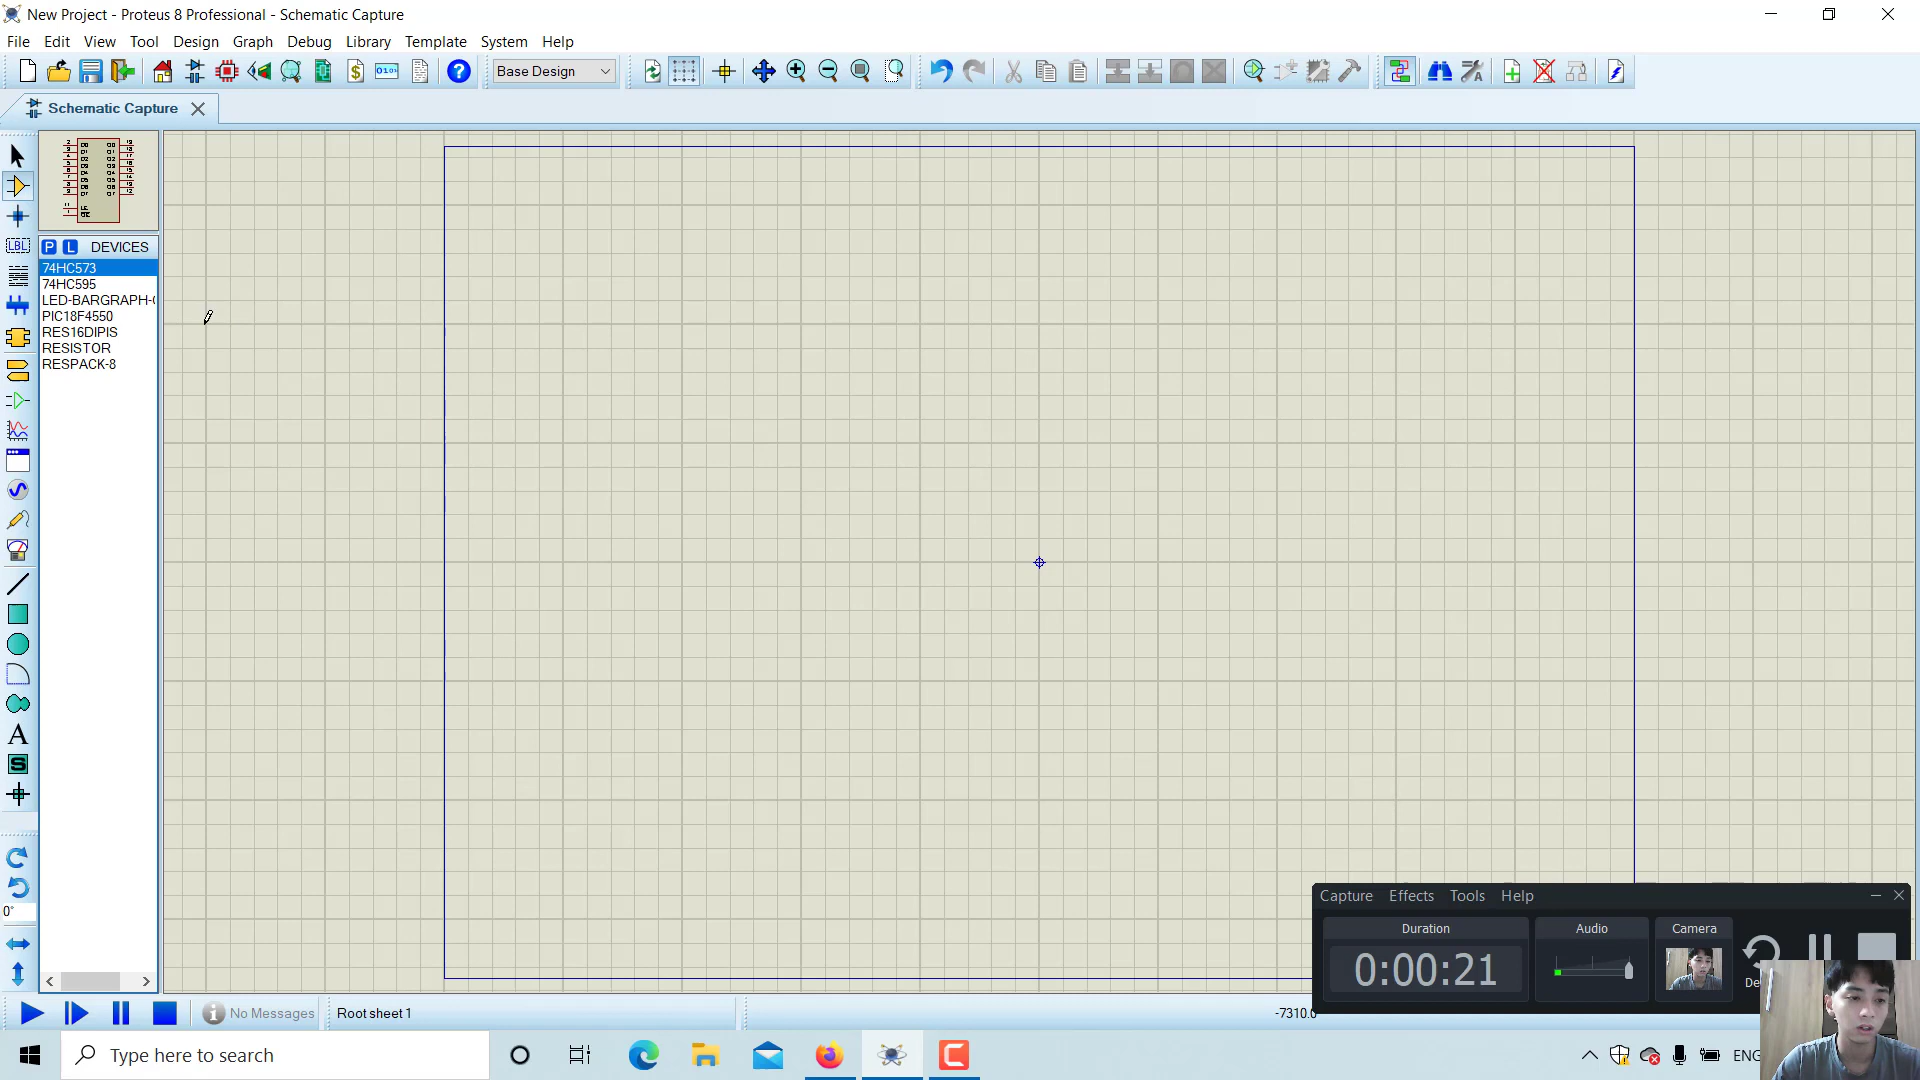 New Project - Proteus 8 Professional - Schematic Capture
File Edit View Tool Design Graph Debug Library Template System Help
Base Design
Schematic Capture
P L DEVICES
74HC573
74HC595
LED-BARGRAPH-
PIC18F4550
RES16DIPIS
RESISTOR
RESPACK-8
LBL
A
S
0°
Capture Effects Tools Help
Duration Audio Camera
0:00:21
No Messages
Root sheet 1
-7310.0
Type here to search
ENG